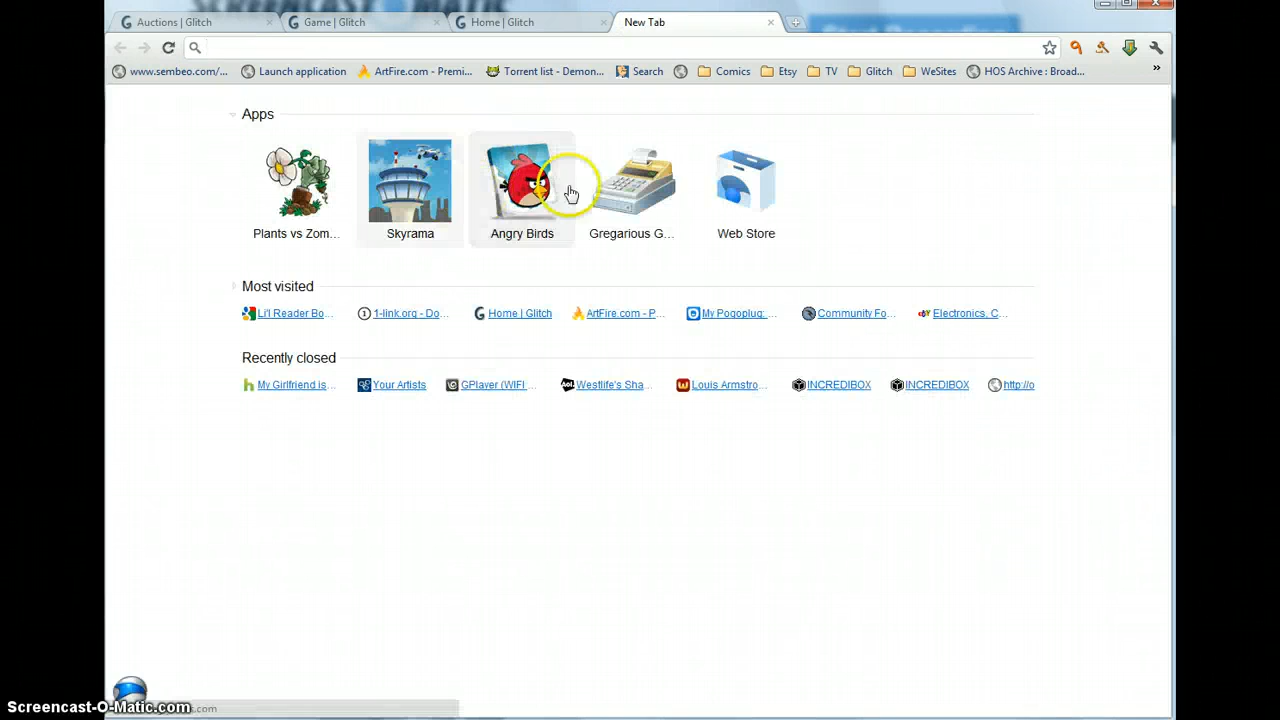 Auctions | Glitch
Game | Glitch
Home | Glitch
New Tab
www.sembeo.com/...
Launch application
ArtFire.com - Premi...
Torrent list - Demon...
Search
Comics
Etsy
TV
Glitch
WeSites
HOS Archive : Broad...
»
Apps
Plants vs Zom...
Skyrama
Angry Birds
Gregarious G...
Web Store
Most visited
Li'l Reader Bo...
1-link.org - Do...
Home | Glitch
ArtFire.com - P...
My Pogoplug: ...
Community Fo...
Electronics, C...
Recently closed
My Girlfriend is...
Your Artists
GPlayer (WIFI ...
Westlife's Sha...
Louis Armstro...
INCREDIBOX
INCREDIBOX
http://o
Screencast-O-Matic.com